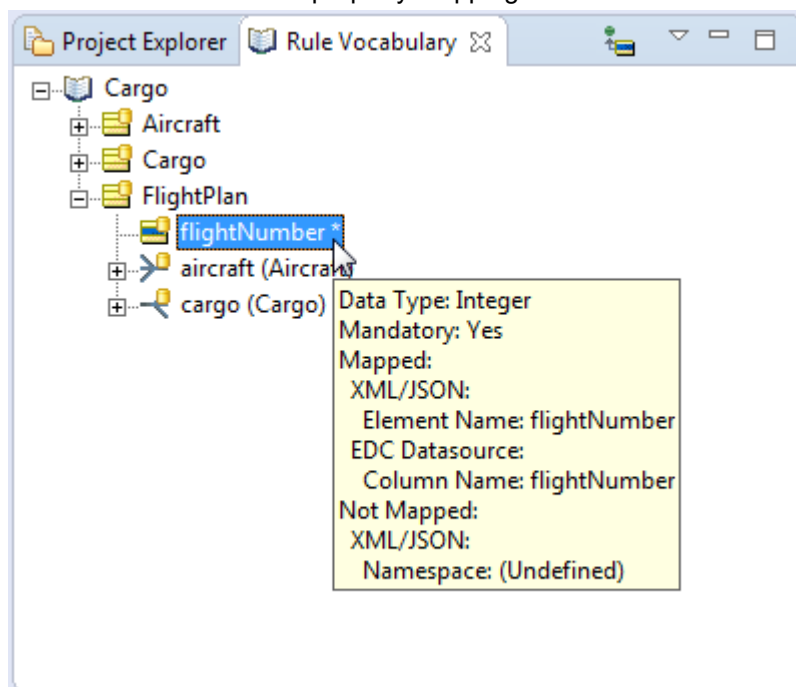 Project Explorer Rule Vocabulary
Cargo
Aircraft
Cargo
FlightPlan
flightNumber *
aircraft (Aircraft)
cargo (Cargo)
Data Type: Integer
Mandatory: Yes
Mapped:
XML/JSON:
Element Name: flightNumber
EDC Datasource:
Column Name: flightNumber
Not Mapped:
XML/JSON:
Namespace: (Undefined)